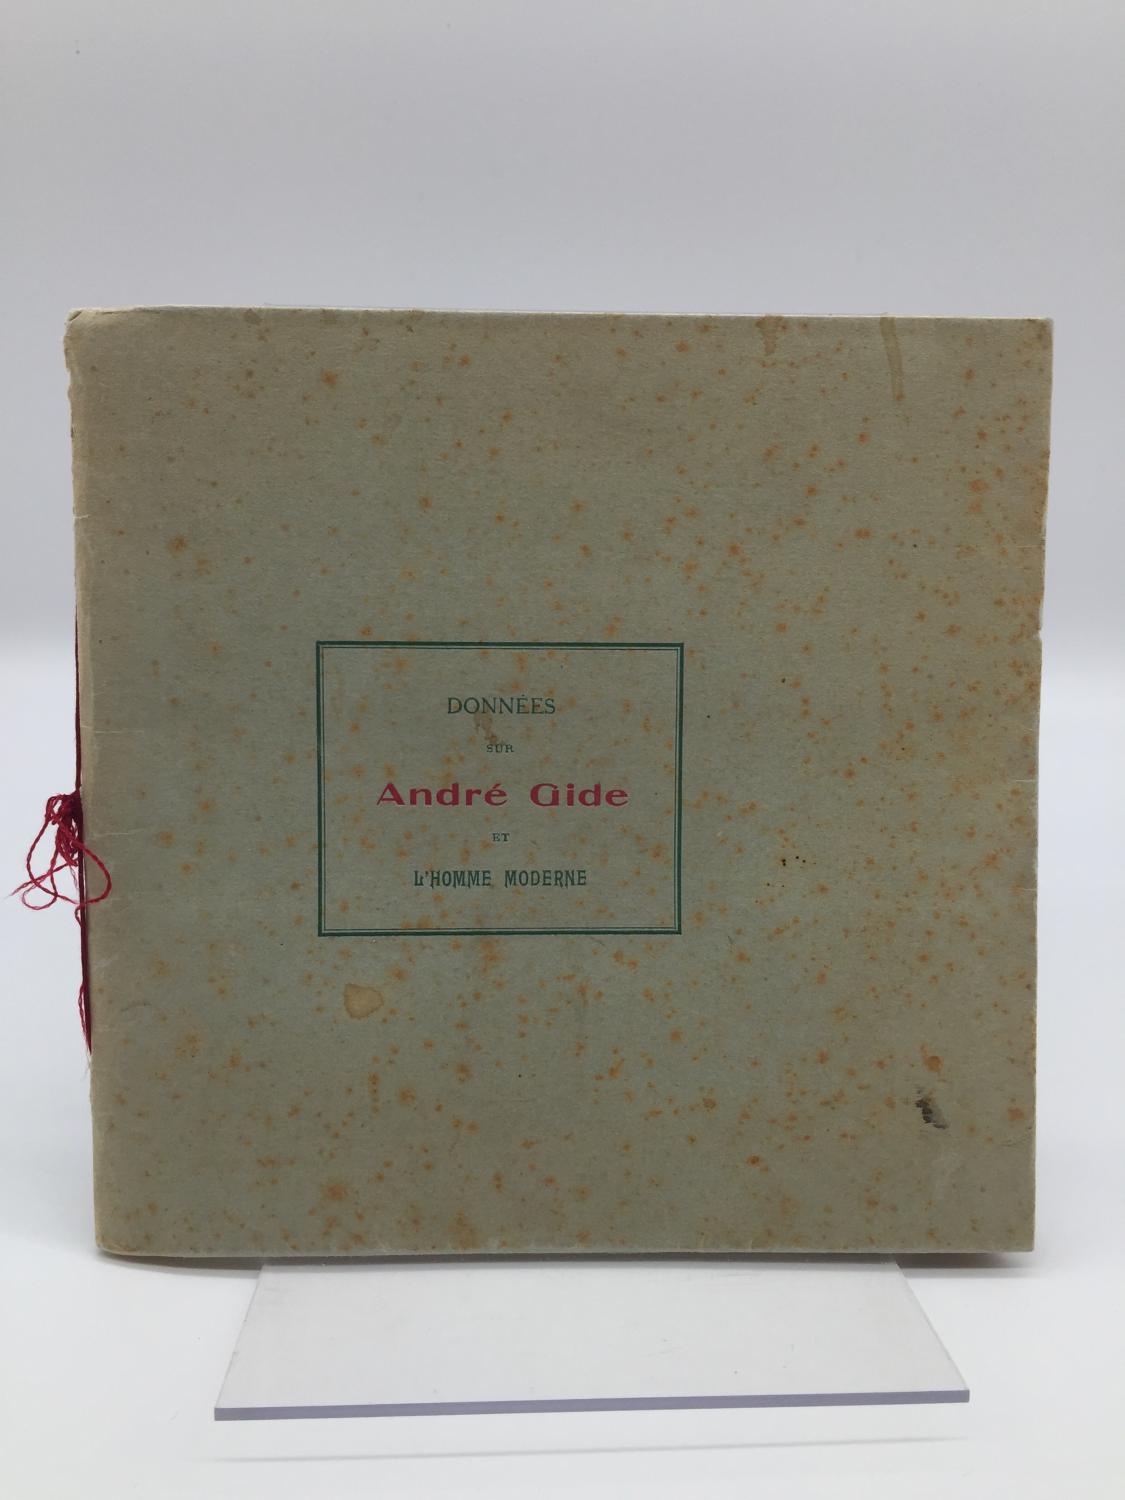 DONNÉES
SUR
André Gide
ET
L'HOMME MODERNE